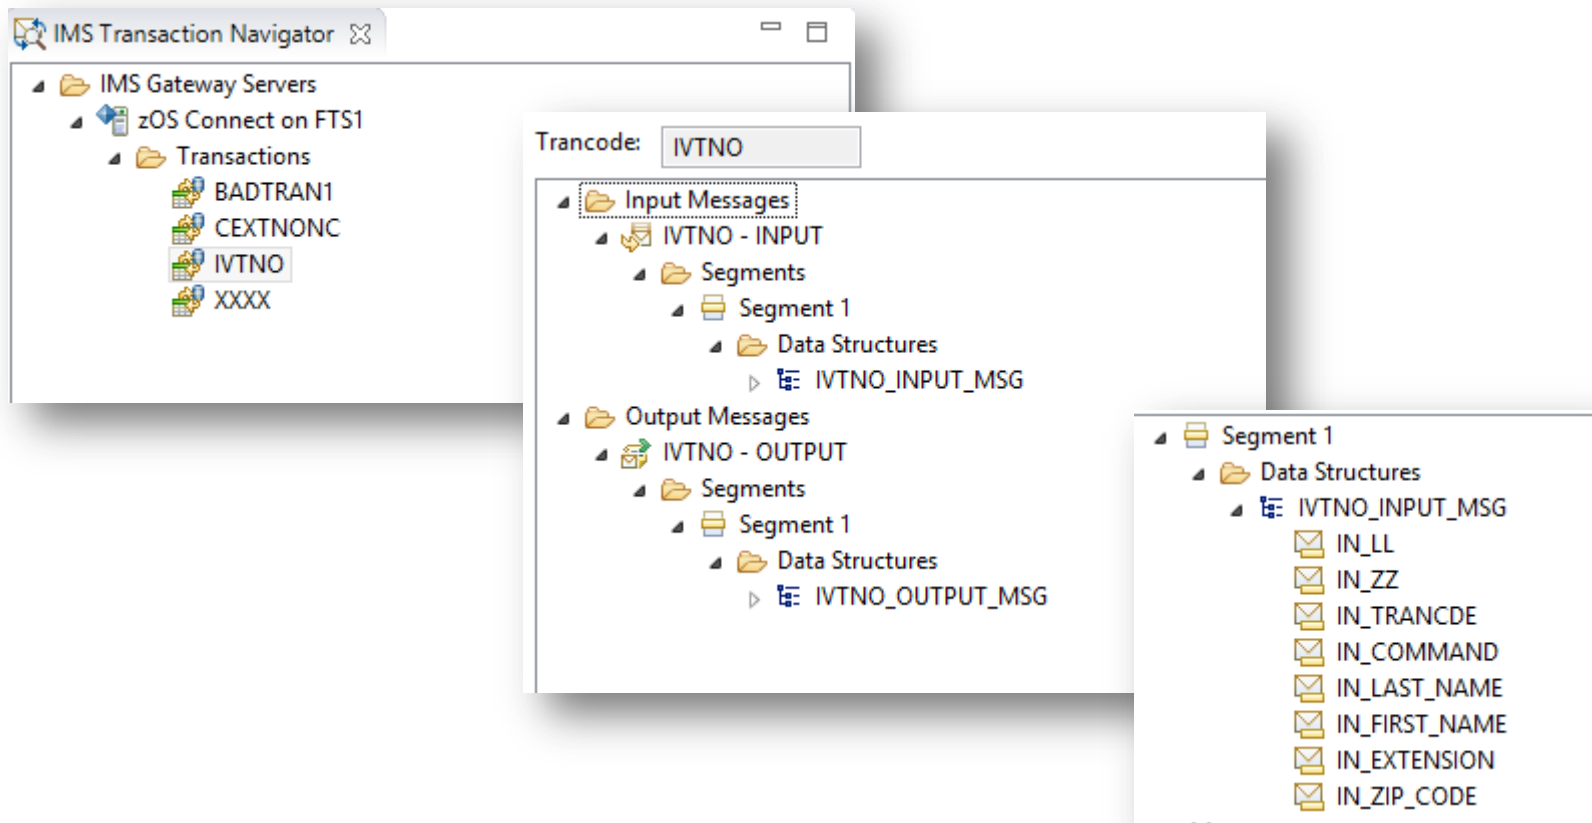 IMS Transaction Navigator
IMS Gateway Servers
zOS Connect on FTS1
Transactions
BADTRAN1
CEXTNONC
IVTNO
XXXX
Trancode: IVTNO
Input Messages
IVTNO - INPUT
Segments
Segment 1
Data Structures
IVTNO_INPUT_MSG
Output Messages
IVTNO - OUTPUT
Segments
Segment 1
Data Structures
IVTNO_OUTPUT_MSG
Segment 1
Data Structures
IVTNO_INPUT_MSG
IN_LL
IN_ZZ
IN_TRANCDE
IN_COMMAND
IN_LAST_NAME
IN_FIRST_NAME
IN_EXTENSION
IN_ZIP_CODE